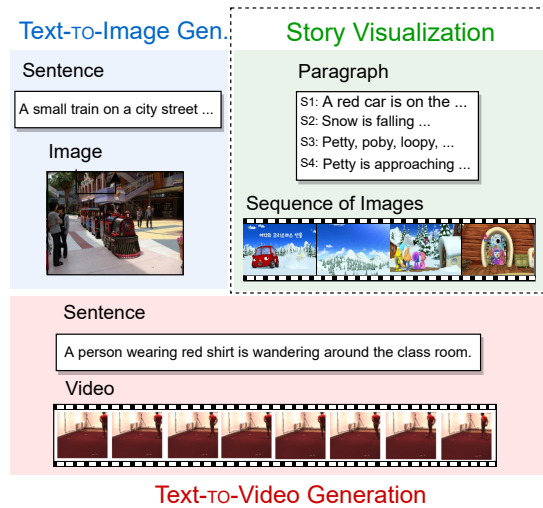 Text-TO-Image Gen.
Story Visualization
Sentence
A small train on a city street ...
Image
Paragraph
S1: A red car is on the ...
S2: Snow is falling ...
S3: Petty, poby, loopy, ...
S4: Petty is approaching ...
Sequence of Images
Sentence
A person wearing red shirt is wandering around the class room.
Video
Text-TO-Video Generation